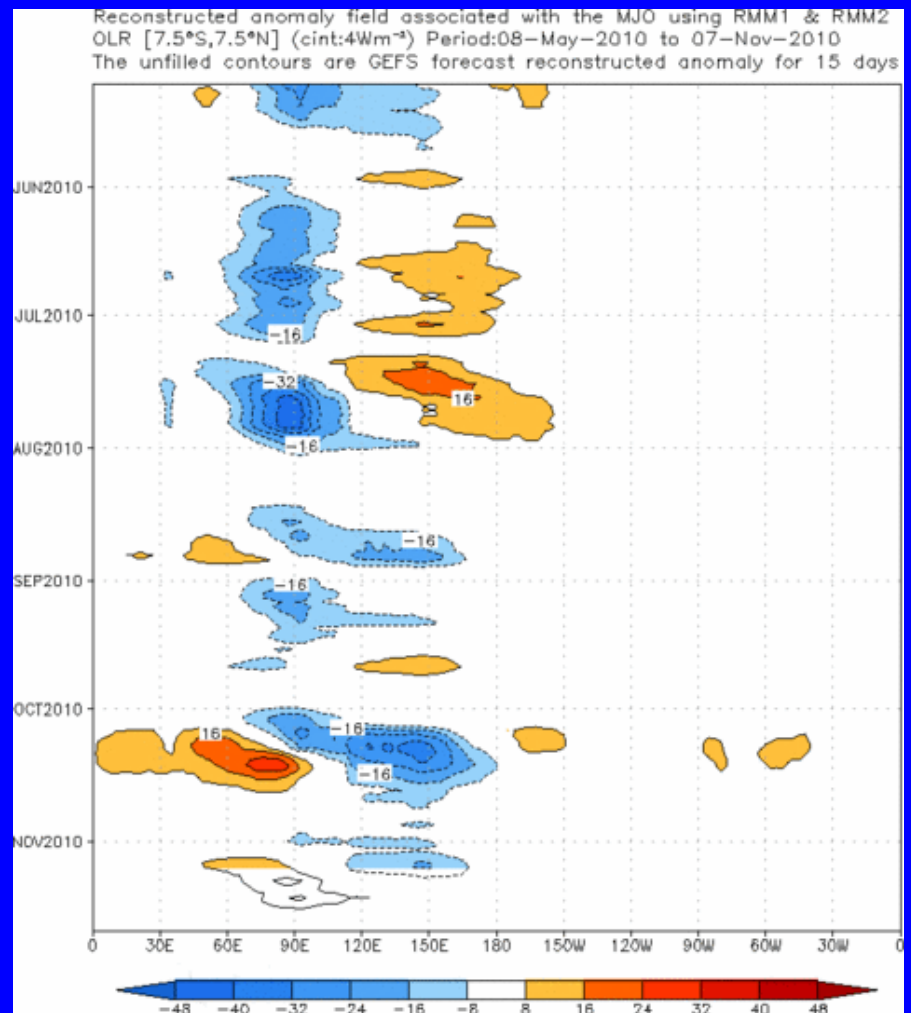 Reconstructed anomaly field associated with the MJO using RMM1 & RMM2
OLR [7.5°S,7.5°N] (cint:4Wm⁻²) Period:08-May-2010 to 07-Nov-2010
The unfilled contours are GEFS forecast reconstructed anomaly for 15 days
JUN2010
JUL2010
-16
-32
16
-16
AUG2010
-16
SEP2010
-16
OCT2010
16
-16
-16
NOV2010
0 30E 60E 90E 120E 150E 180 150W 120W 90W 60W 30W
-48 -40 -32 -24 -16 -8 8 16 24 32 40 48